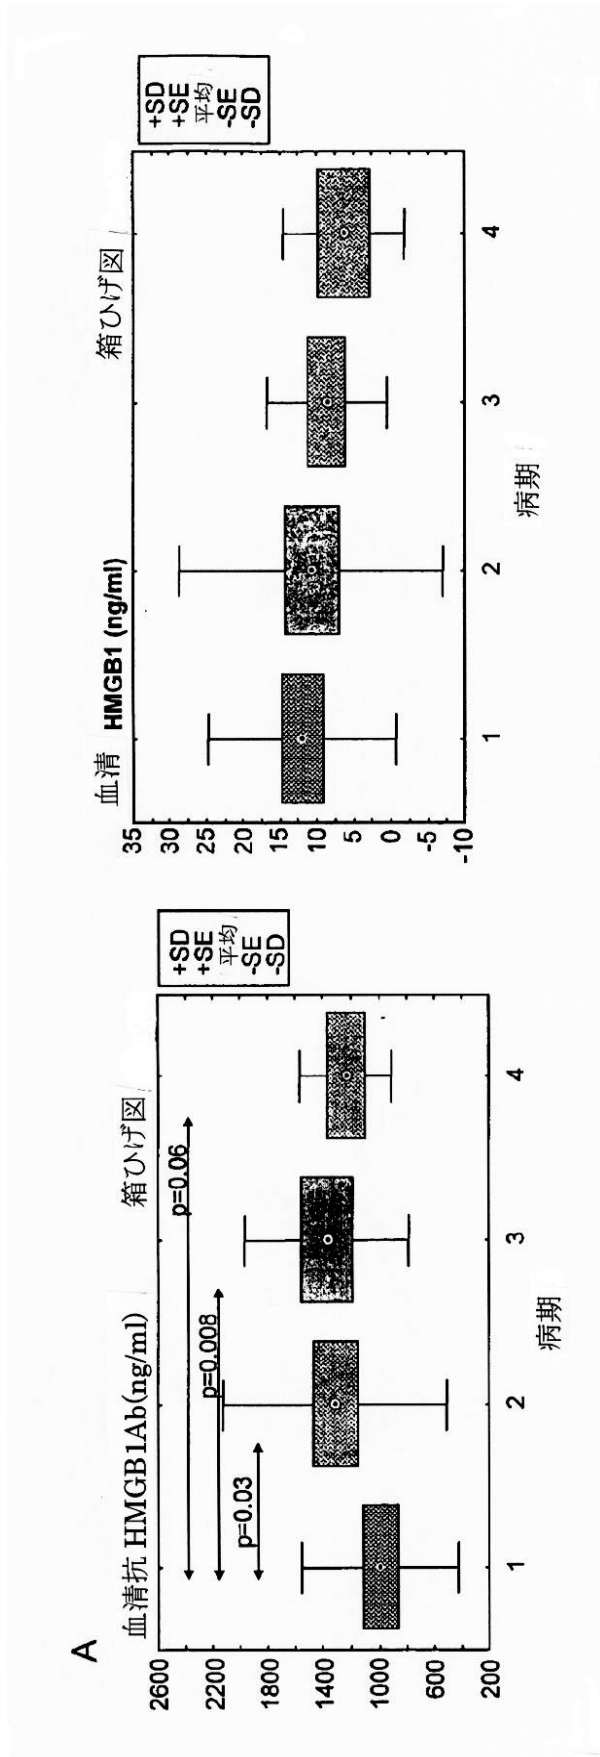 A
血清抗 HMGB1Ab(ng/ml) 箱ひげ図
2600
2200
1800
1400
1000
600
200
p=0.06
p=0.008
p=0.03
+SD
+SE
平均
-SE
-SD
1 2 3 4
病期
血清 HMGB1 (ng/ml) 箱ひげ図
35
30
25
20
15
10
5
0
-5
-10
+SD
+SE
平均
-SE
-SD
1 2 3 4
病期